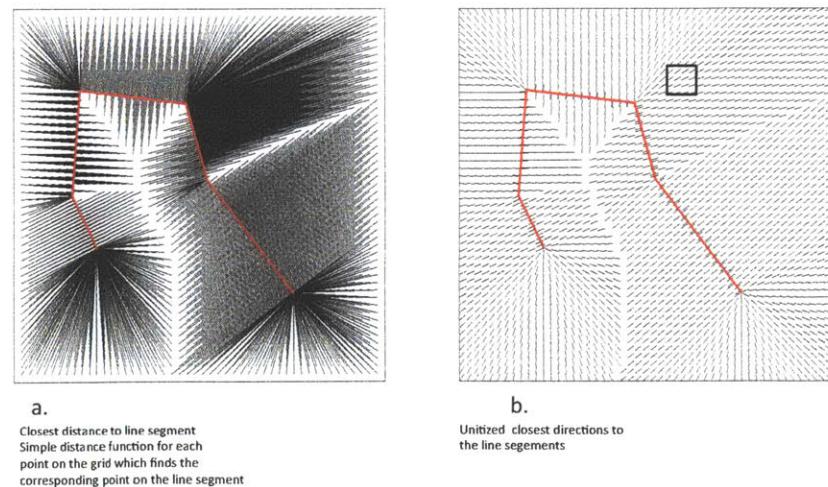 a.
Closest distance to line segment
Simple distance function for each
point on the grid which finds the
corresponding point on the line segment
b.
Unitized closest directions to
the line segements